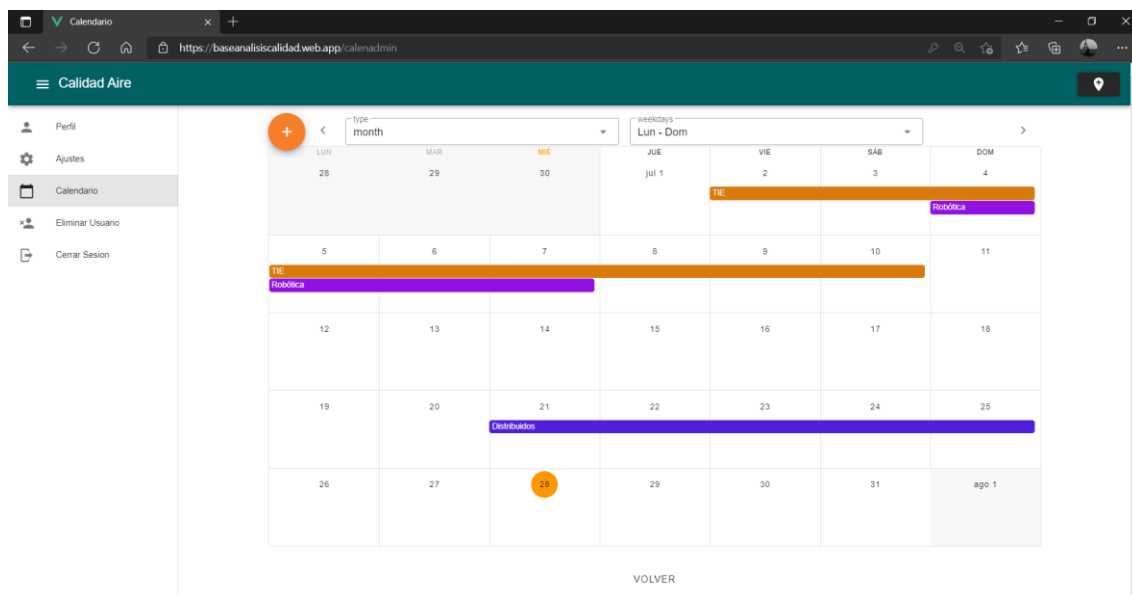 Calendario
https://baseanalisiscalidad.web.app/calenadmin
Calidad Aire
Perfil
Ajustes
Calendario
Eliminar Usuario
Cerrar Sesion
type
month
weekdays
Lun - Dom
LUN MAR MIÉ JUE VIE SÁB DOM
28 29 30 jul 1 2 3 4
TIE
Robótica
5 6 7 8 9 10 11
TIE
Robótica
12 13 14 15 16 17 18
19 20 21 22 23 24 25
Distribuidos
26 27 28 29 30 31 ago 1
VOLVER